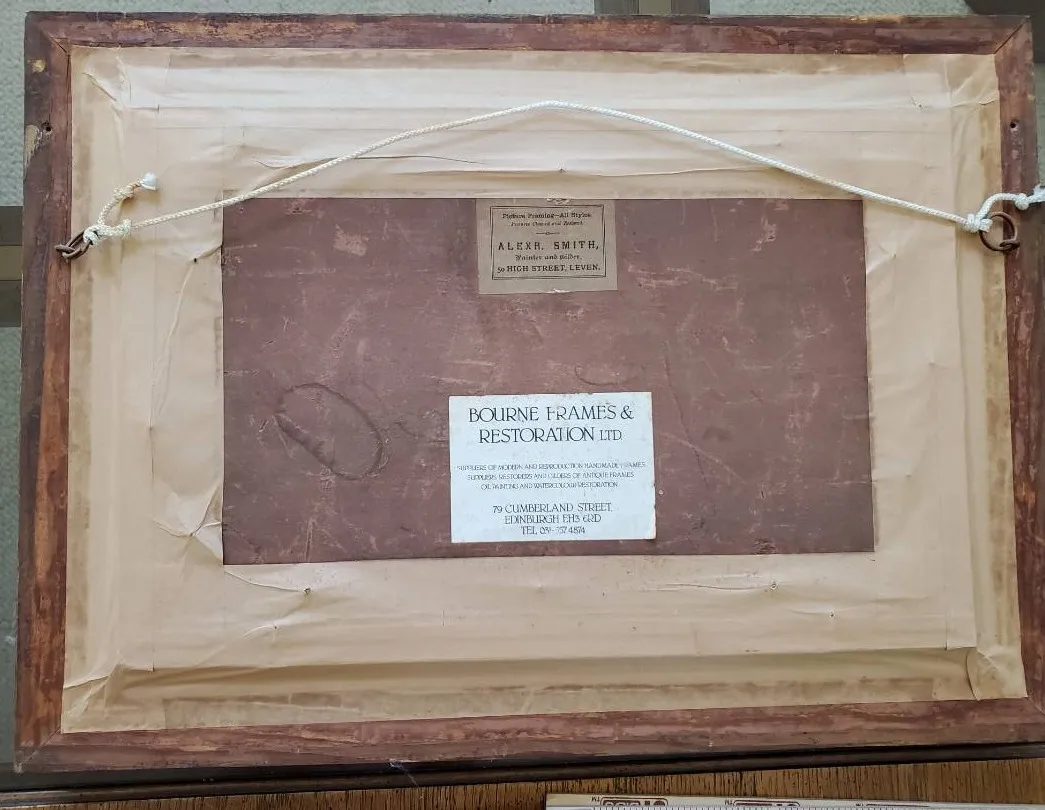 Picture Framing—All Styles.
Pictures Cleaned and Restored.
ALEXR. SMITH,
Painter and Gilder,
50 HIGH STREET, LEVEN.
BOURNE FRAMES &
RESTORATION LTD
SUPPLIERS OF MODERN AND REPRODUCTION HANDMADE FRAMES
SUPPLIERS, RESTORERS AND GILDERS OF ANTIQUE FRAMES
OIL PAINTING AND WATERCOLOUR RESTORATION
79 CUMBERLAND STREET,
EDINBURGH EH3 6RD
TEL 031-557 4874